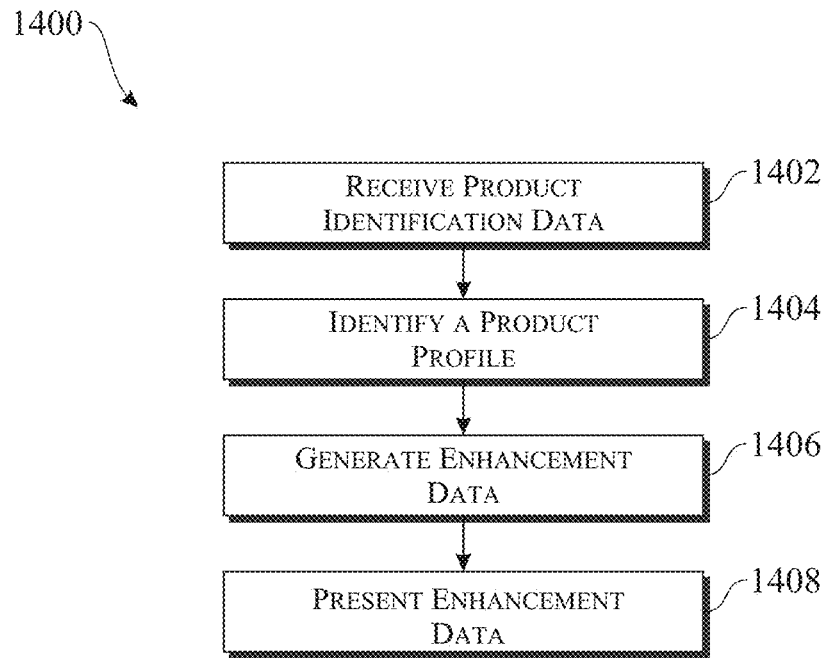 1400
RECEIVE PRODUCT
IDENTIFICATION DATA
1402
IDENTIFY A PRODUCT
PROFILE
1404
GENERATE ENHANCEMENT
DATA
1406
PRESENT ENHANCEMENT
DATA
1408